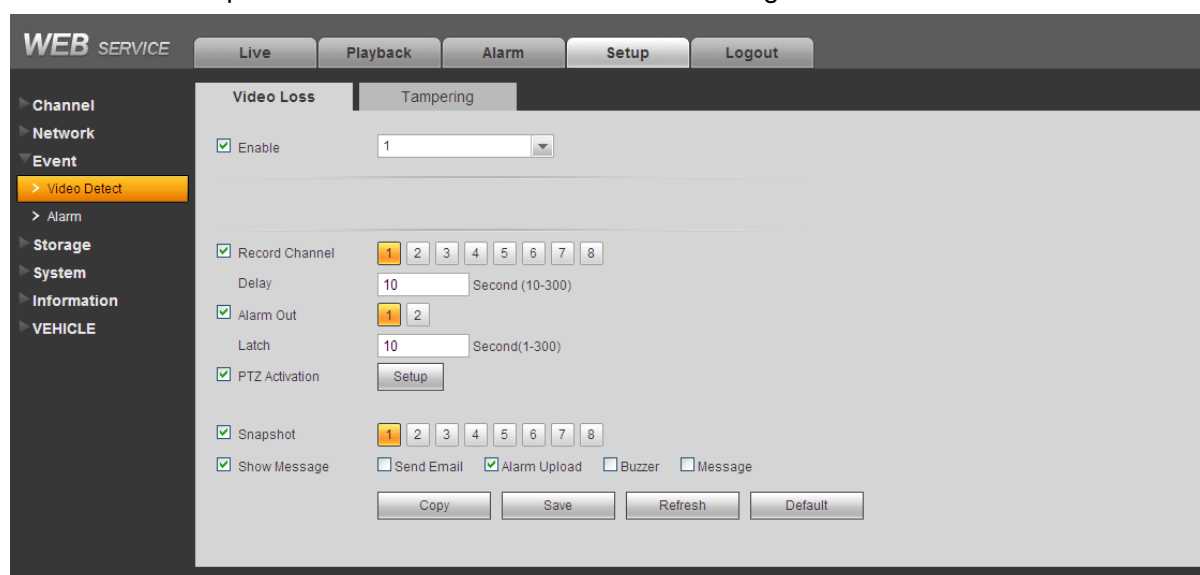 WEB SERVICE
Live Playback Alarm Setup Logout
Channel
Network
Event
> Video Detect
> Alarm
Storage
System
Information
VEHICLE
Video Loss Tampering
Enable 1
Record Channel 1 2 3 4 5 6 7 8
Delay 10 Second (10-300)
Alarm Out 1 2
Latch 10 Second(1-300)
PTZ Activation Setup
Snapshot 1 2 3 4 5 6 7 8
Show Message Send Email Alarm Upload Buzzer Message
Copy Save Refresh Default